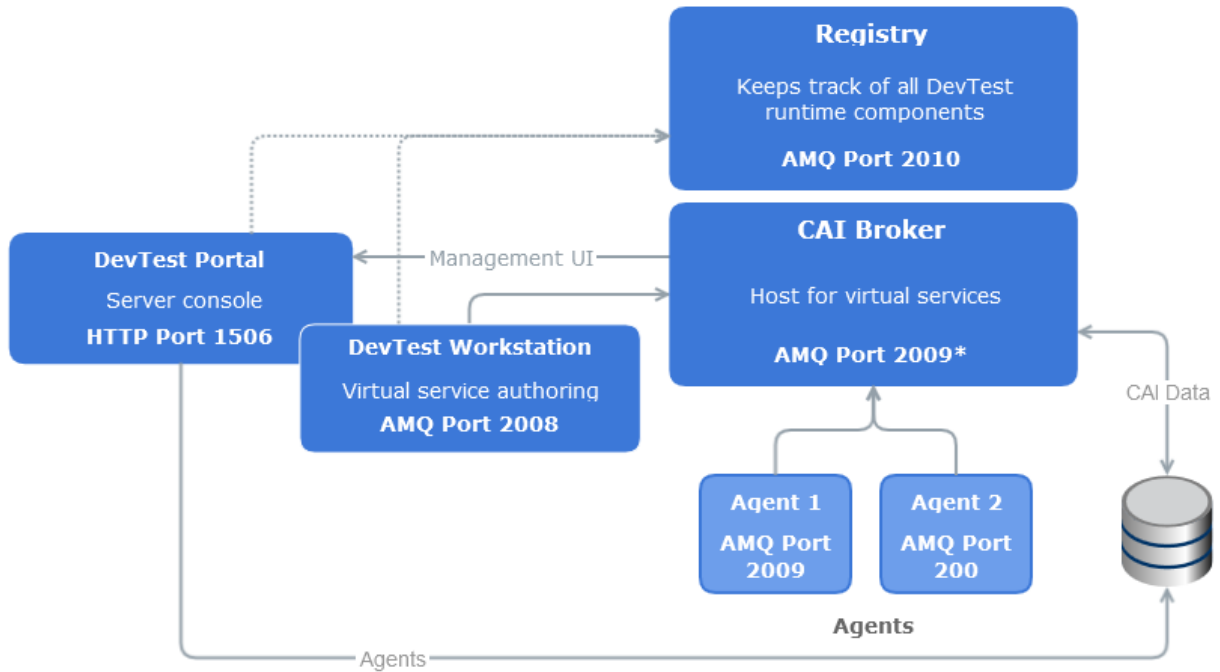 Registry
Keeps track of all DevTest
runtime components
AMQ Port 2010
CAI Broker
Host for virtual services
AMQ Port 2009*
Management UI
DevTest Portal
Server console
HTTP Port 1506
DevTest Workstation
Virtual service authoring
AMQ Port 2008
CAI Data
Agent 1
AMQ Port
2009
Agent 2
AMQ Port
200
Agents
Agents